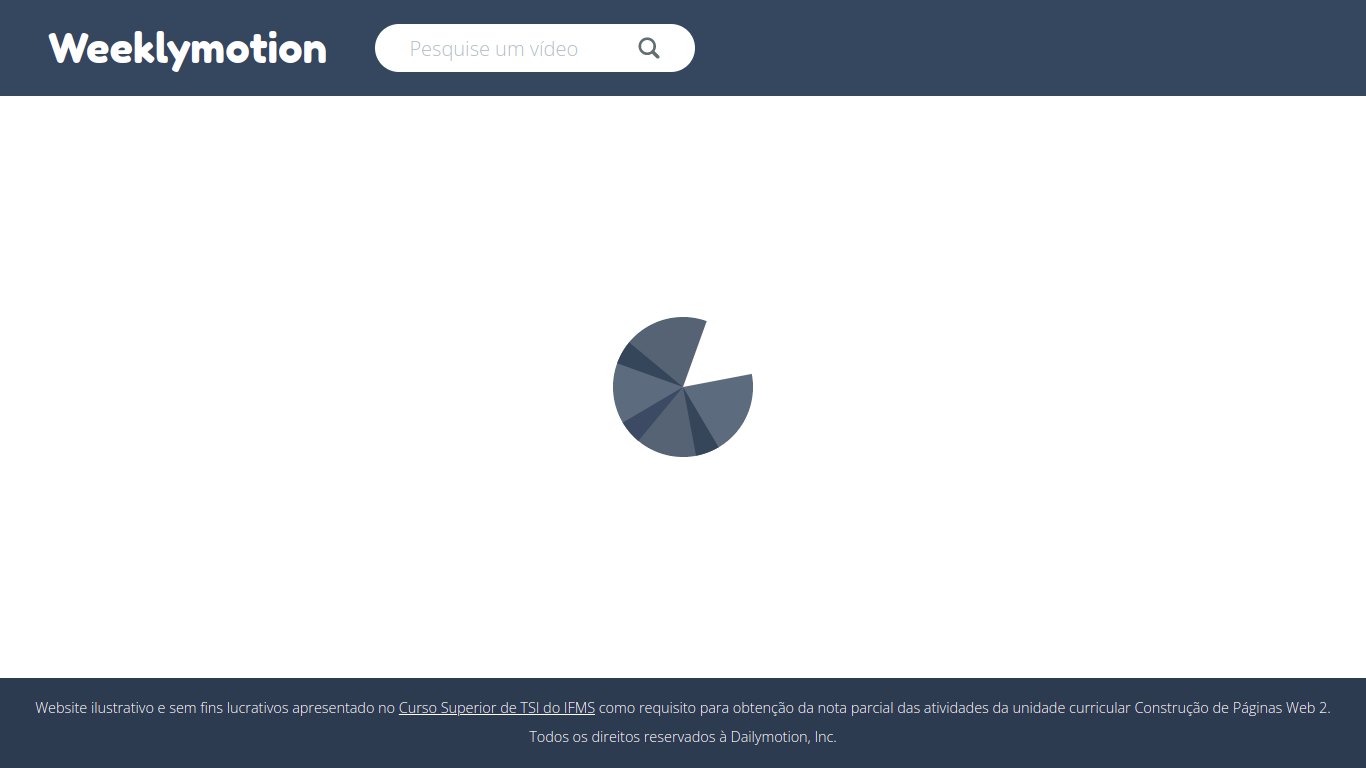 Weeklymotion
Pesquise um vídeo
Website ilustrativo e sem fins lucrativos apresentado no Curso Superior de TSI do IFMS como requisito para obtenção da nota parcial das atividades da unidade curricular Construção de Páginas Web 2.
Todos os direitos reservados à Dailymotion, Inc.